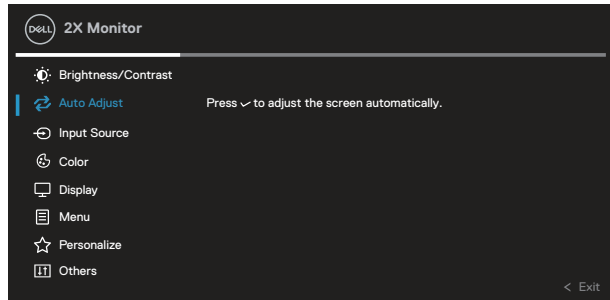 DELL 2X Monitor
Brightness/Contrast
Auto Adjust Press ✓ to adjust the screen automatically.
Input Source
Color
Display
Menu
Personalize
Others
< Exit